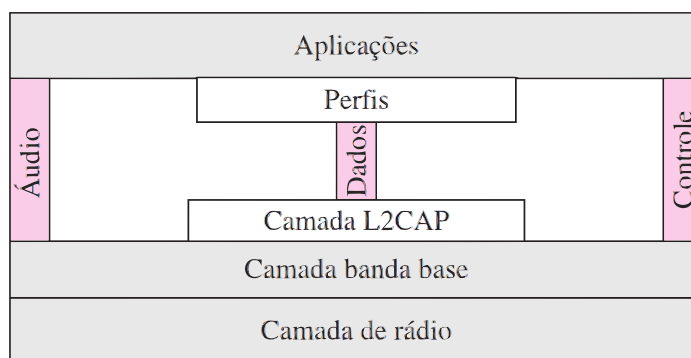 Aplicações
Perfis
Áudio
Dados
Controle
Camada L2CAP
Camada banda base
Camada de rádio